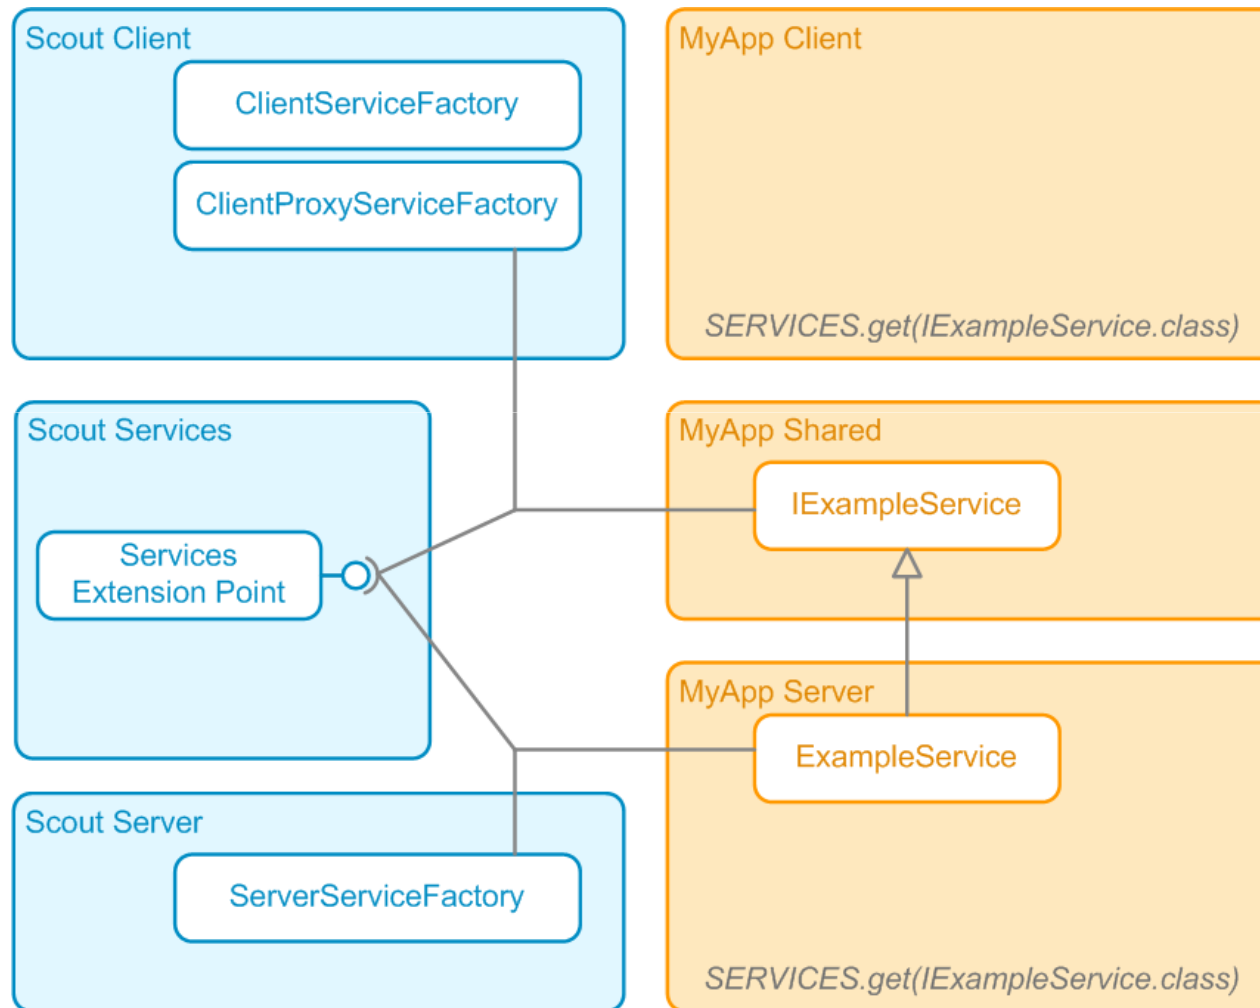 Scout Client
ClientServiceFactory
ClientProxyServiceFactory
MyApp Client
SERVICES.get(IExampleService.class)
Scout Services
Services
Extension Point
MyApp Shared
IExampleService
MyApp Server
ExampleService
Scout Server
ServerServiceFactory
SERVICES.get(IExampleService.class)